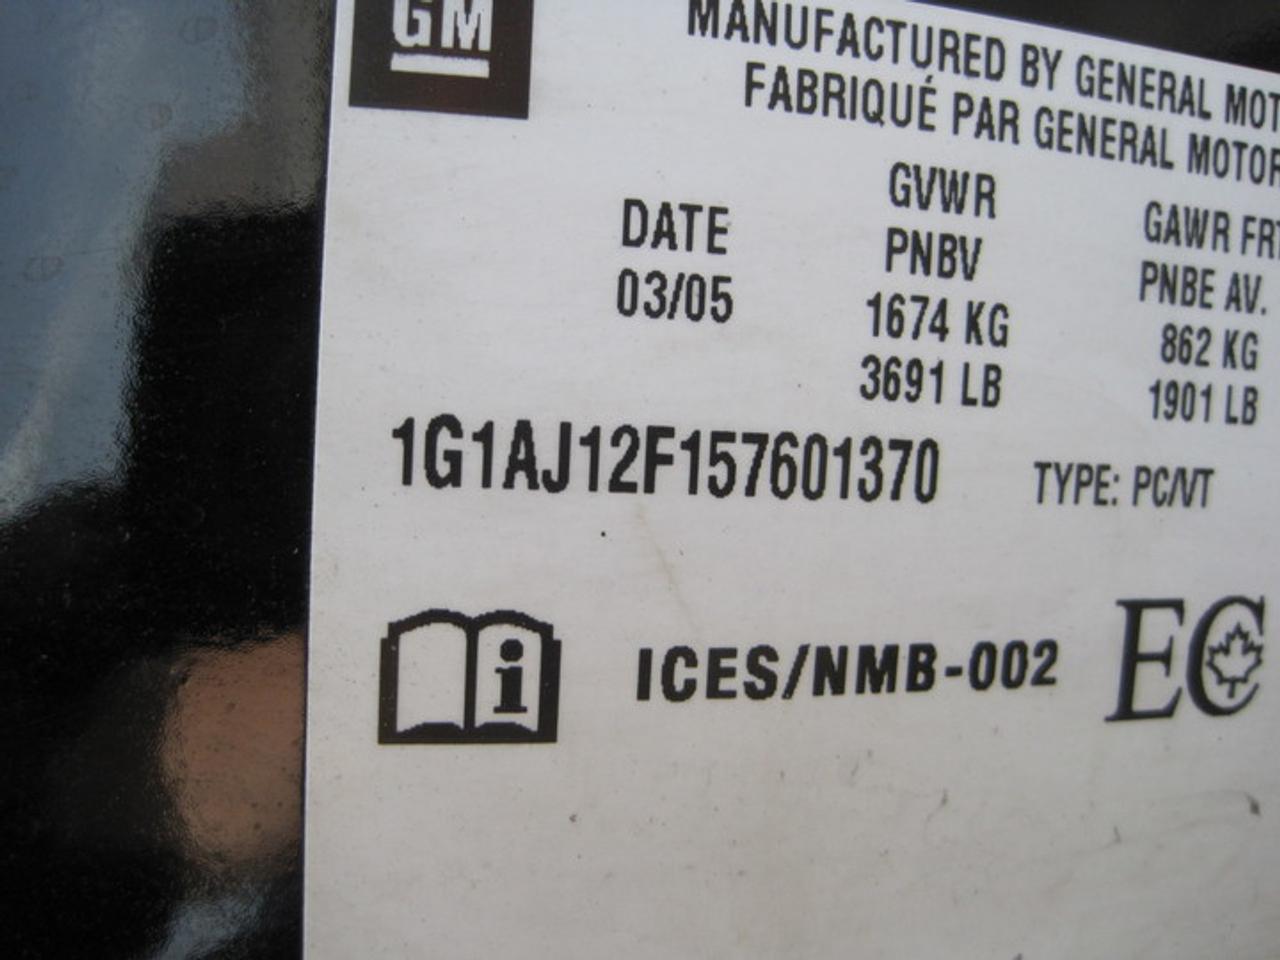 GM
MANUFACTURED BY GENERAL MOT
FABRIQUÉ PAR GENERAL MOTOR
DATE
03/05
GVWR
PNBV
1674 KG
3691 LB
GAWR FRT
PNBE AV.
862 KG
1901 LB
1G1AJ12F157601370 TYPE: PC/VT
i ICES/NMB-002 EC